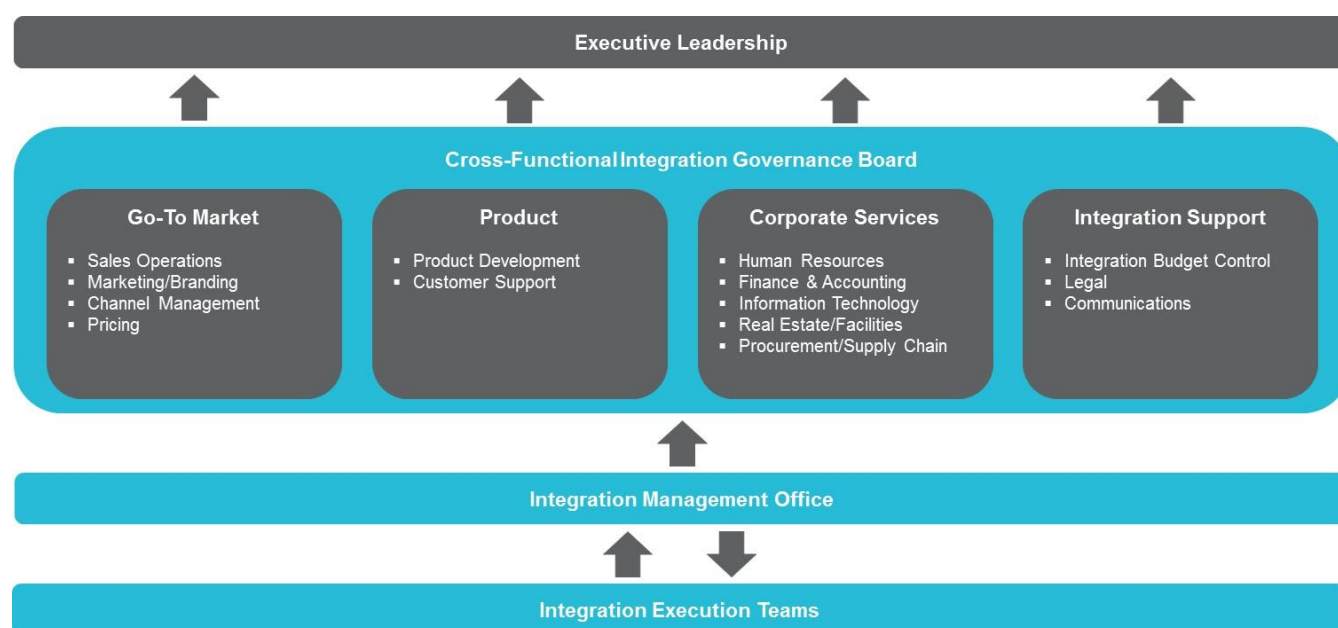 Executive Leadership
Cross-Functional Integration Governance Board
Go-To Market
▪ Sales Operations
▪ Marketing/Branding
▪ Channel Management
▪ Pricing
Product
▪ Product Development
▪ Customer Support
Corporate Services
▪ Human Resources
▪ Finance & Accounting
▪ Information Technology
▪ Real Estate/Facilities
▪ Procurement/Supply Chain
Integration Support
▪ Integration Budget Control
▪ Legal
▪ Communications
Integration Management Office
Integration Execution Teams